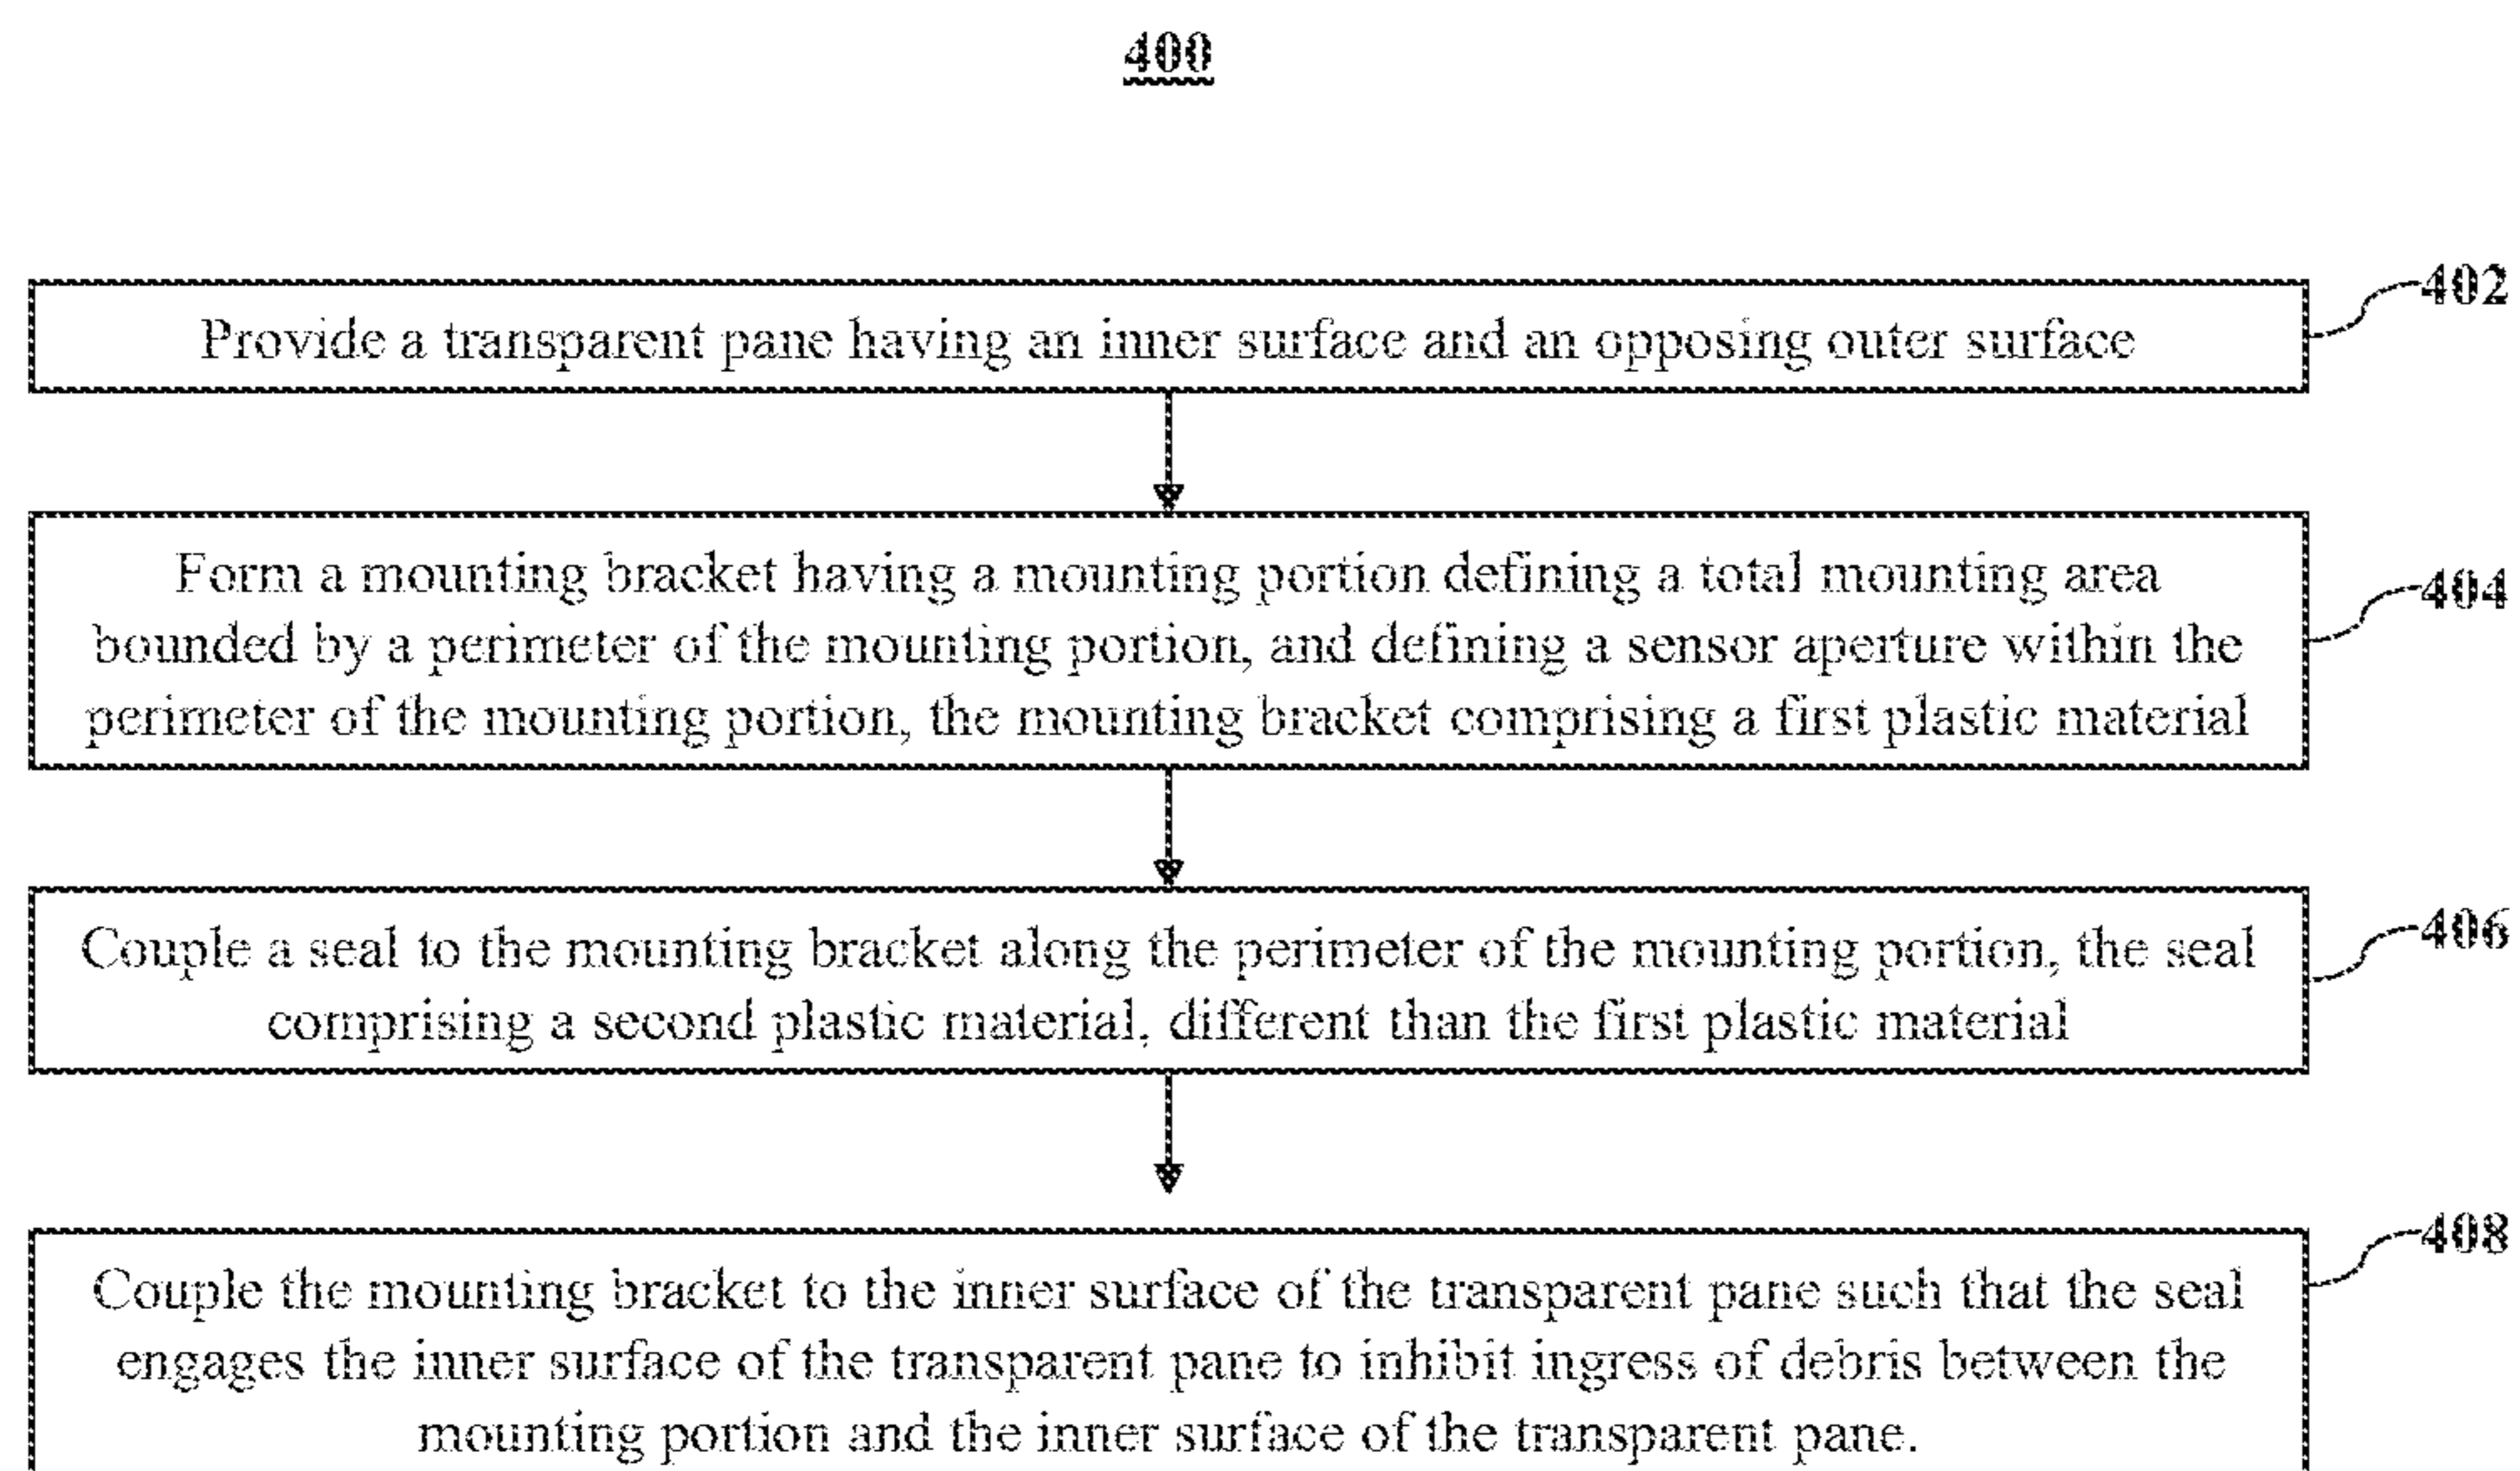 400
402
Provide a transparent pane having an inner surface and an opposing outer surface
404
Form a mounting bracket having a mounting portion defining a total mounting area
bounded by a perimeter of the mounting portion, and defining a sensor aperture within the
perimeter of the mounting portion, the mounting bracket comprising a first plastic material
406
Couple a seal to the mounting bracket along the perimeter of the mounting portion, the seal
comprising a second plastic material, different than the first plastic material
408
Couple the mounting bracket to the inner surface of the transparent pane such that the seal
engages the inner surface of the transparent pane to inhibit ingress of debris between the
mounting portion and the inner surface of the transparent pane.